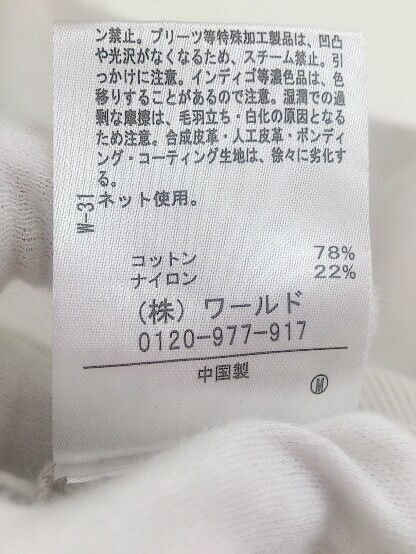 ン禁止。プリーツ等特殊加工製品は、凹凸
や光沢がなくなるため、スチーム禁止。引
っかけに注意。インディゴ等濃色品は、色
移りすることがあるので注意。湿潤での過
剰な摩擦は、毛羽立ち・白化の原因となる
ため注意。合成皮革・人工皮革・ボンディ
ング・コーティング生地は、徐々に劣化す
る。
ネット使用。
W-31
コットン 78%
ナイロン 22%
(株) ワールド
0120-977-917
中国製
M